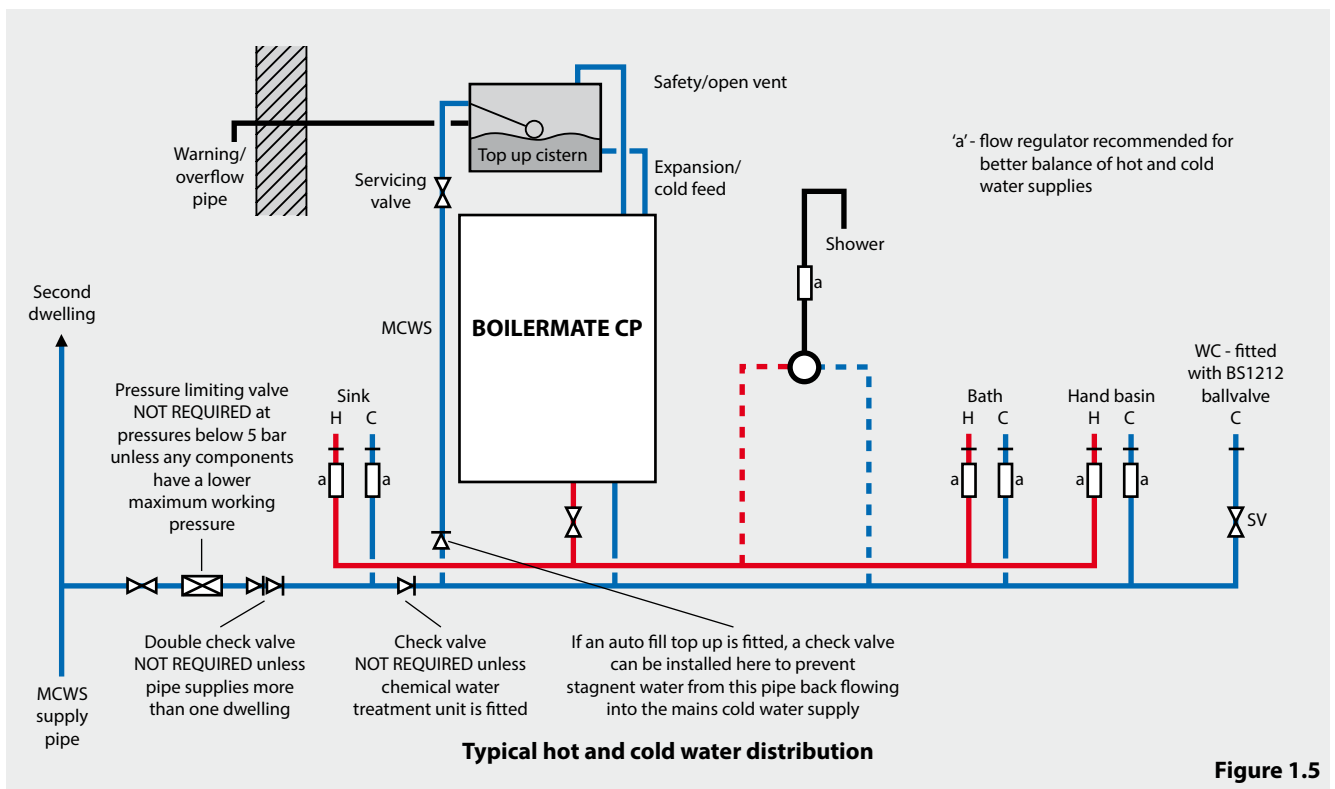 Safety/open vent
'a' - flow regulator recommended for
better balance of hot and cold
water supplies
Warning/
overflow
pipe
Top up cistern
Servicing
valve
Expansion/
cold feed
Shower
a
Second
dwelling
MCWS
BOILERMATE CP
WC - fitted
with BS1212
ballvalve
C
Pressure limiting valve
NOT REQUIRED at
pressures below 5 bar
unless any components
have a lower
maximum working
pressure
Sink
H C
a a
Bath
H C
a a
Hand basin
H C
a a
SV
MCWS
supply
pipe
Double check valve
NOT REQUIRED unless
pipe supplies more
than one dwelling
Check valve
NOT REQUIRED unless
chemical water
treatment unit is fitted
If an auto fill top up is fitted, a check valve
can be installed here to prevent
stagnent water from this pipe back flowing
into the mains cold water supply
Typical hot and cold water distribution
Figure 1.5